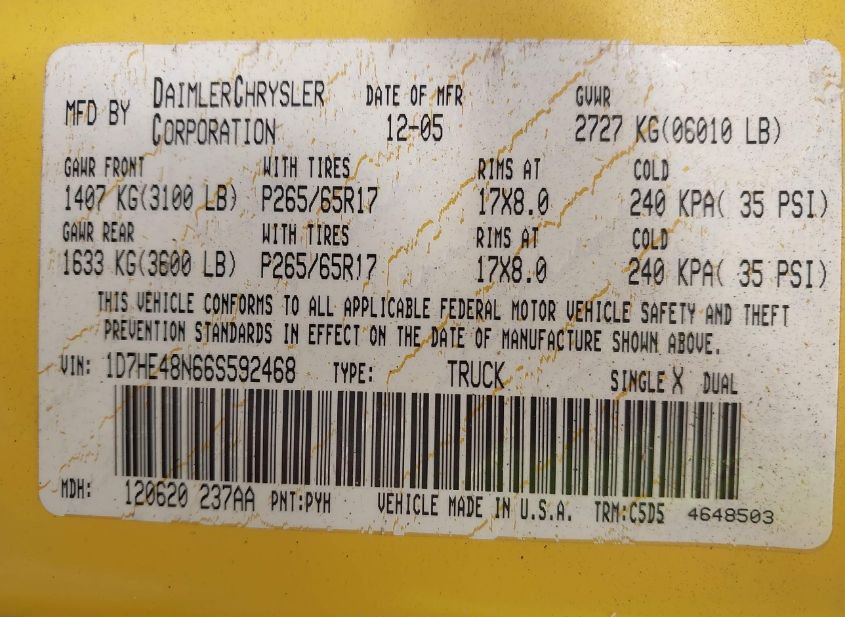 MFD BY DAIMLERCHRYSLER CORPORATION DATE OF MFR 12-05 GVWR 2727 KG(06010 LB)
GAWR FRONT WITH TIRES RIMS AT COLD
1407 KG(3100 LB) P265/65R17 17X8.0 240 KPA( 35 PSI)
GAWR REAR WITH TIRES RIMS AT COLD
1633 KG(3600 LB) P265/65R17 17X8.0 240 KPA( 35 PSI)
THIS VEHICLE CONFORMS TO ALL APPLICABLE FEDERAL MOTOR VEHICLE SAFETY AND THEFT
PREVENTION STANDARDS IN EFFECT ON THE DATE OF MANUFACTURE SHOWN ABOVE.
VIN: 1D7HE48N66S592468 TYPE: TRUCK SINGLE X DUAL
MDH: 120620 237AA PNT:PYH VEHICLE MADE IN U.S.A. TRM:C5D5 4648503